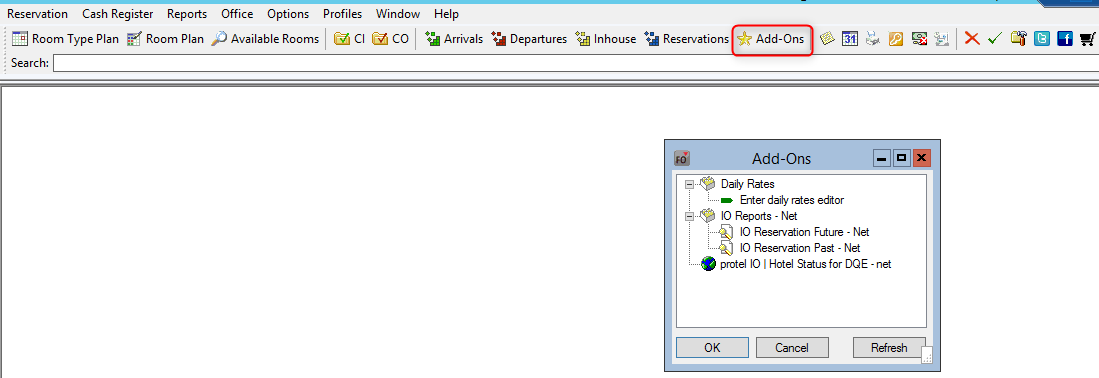 Reservation Cash Register Reports Office Options Profiles Window Help
Room Type Plan Room Plan Available Rooms CI CO Arrivals Departures Inhouse Reservations Add-Ons 31
Search:
FO Add-Ons
Daily Rates
Enter daily rates editor
IO Reports - Net
IO Reservation Future - Net
IO Reservation Past - Net
protel IO | Hotel Status for DQE - net
OK Cancel Refresh